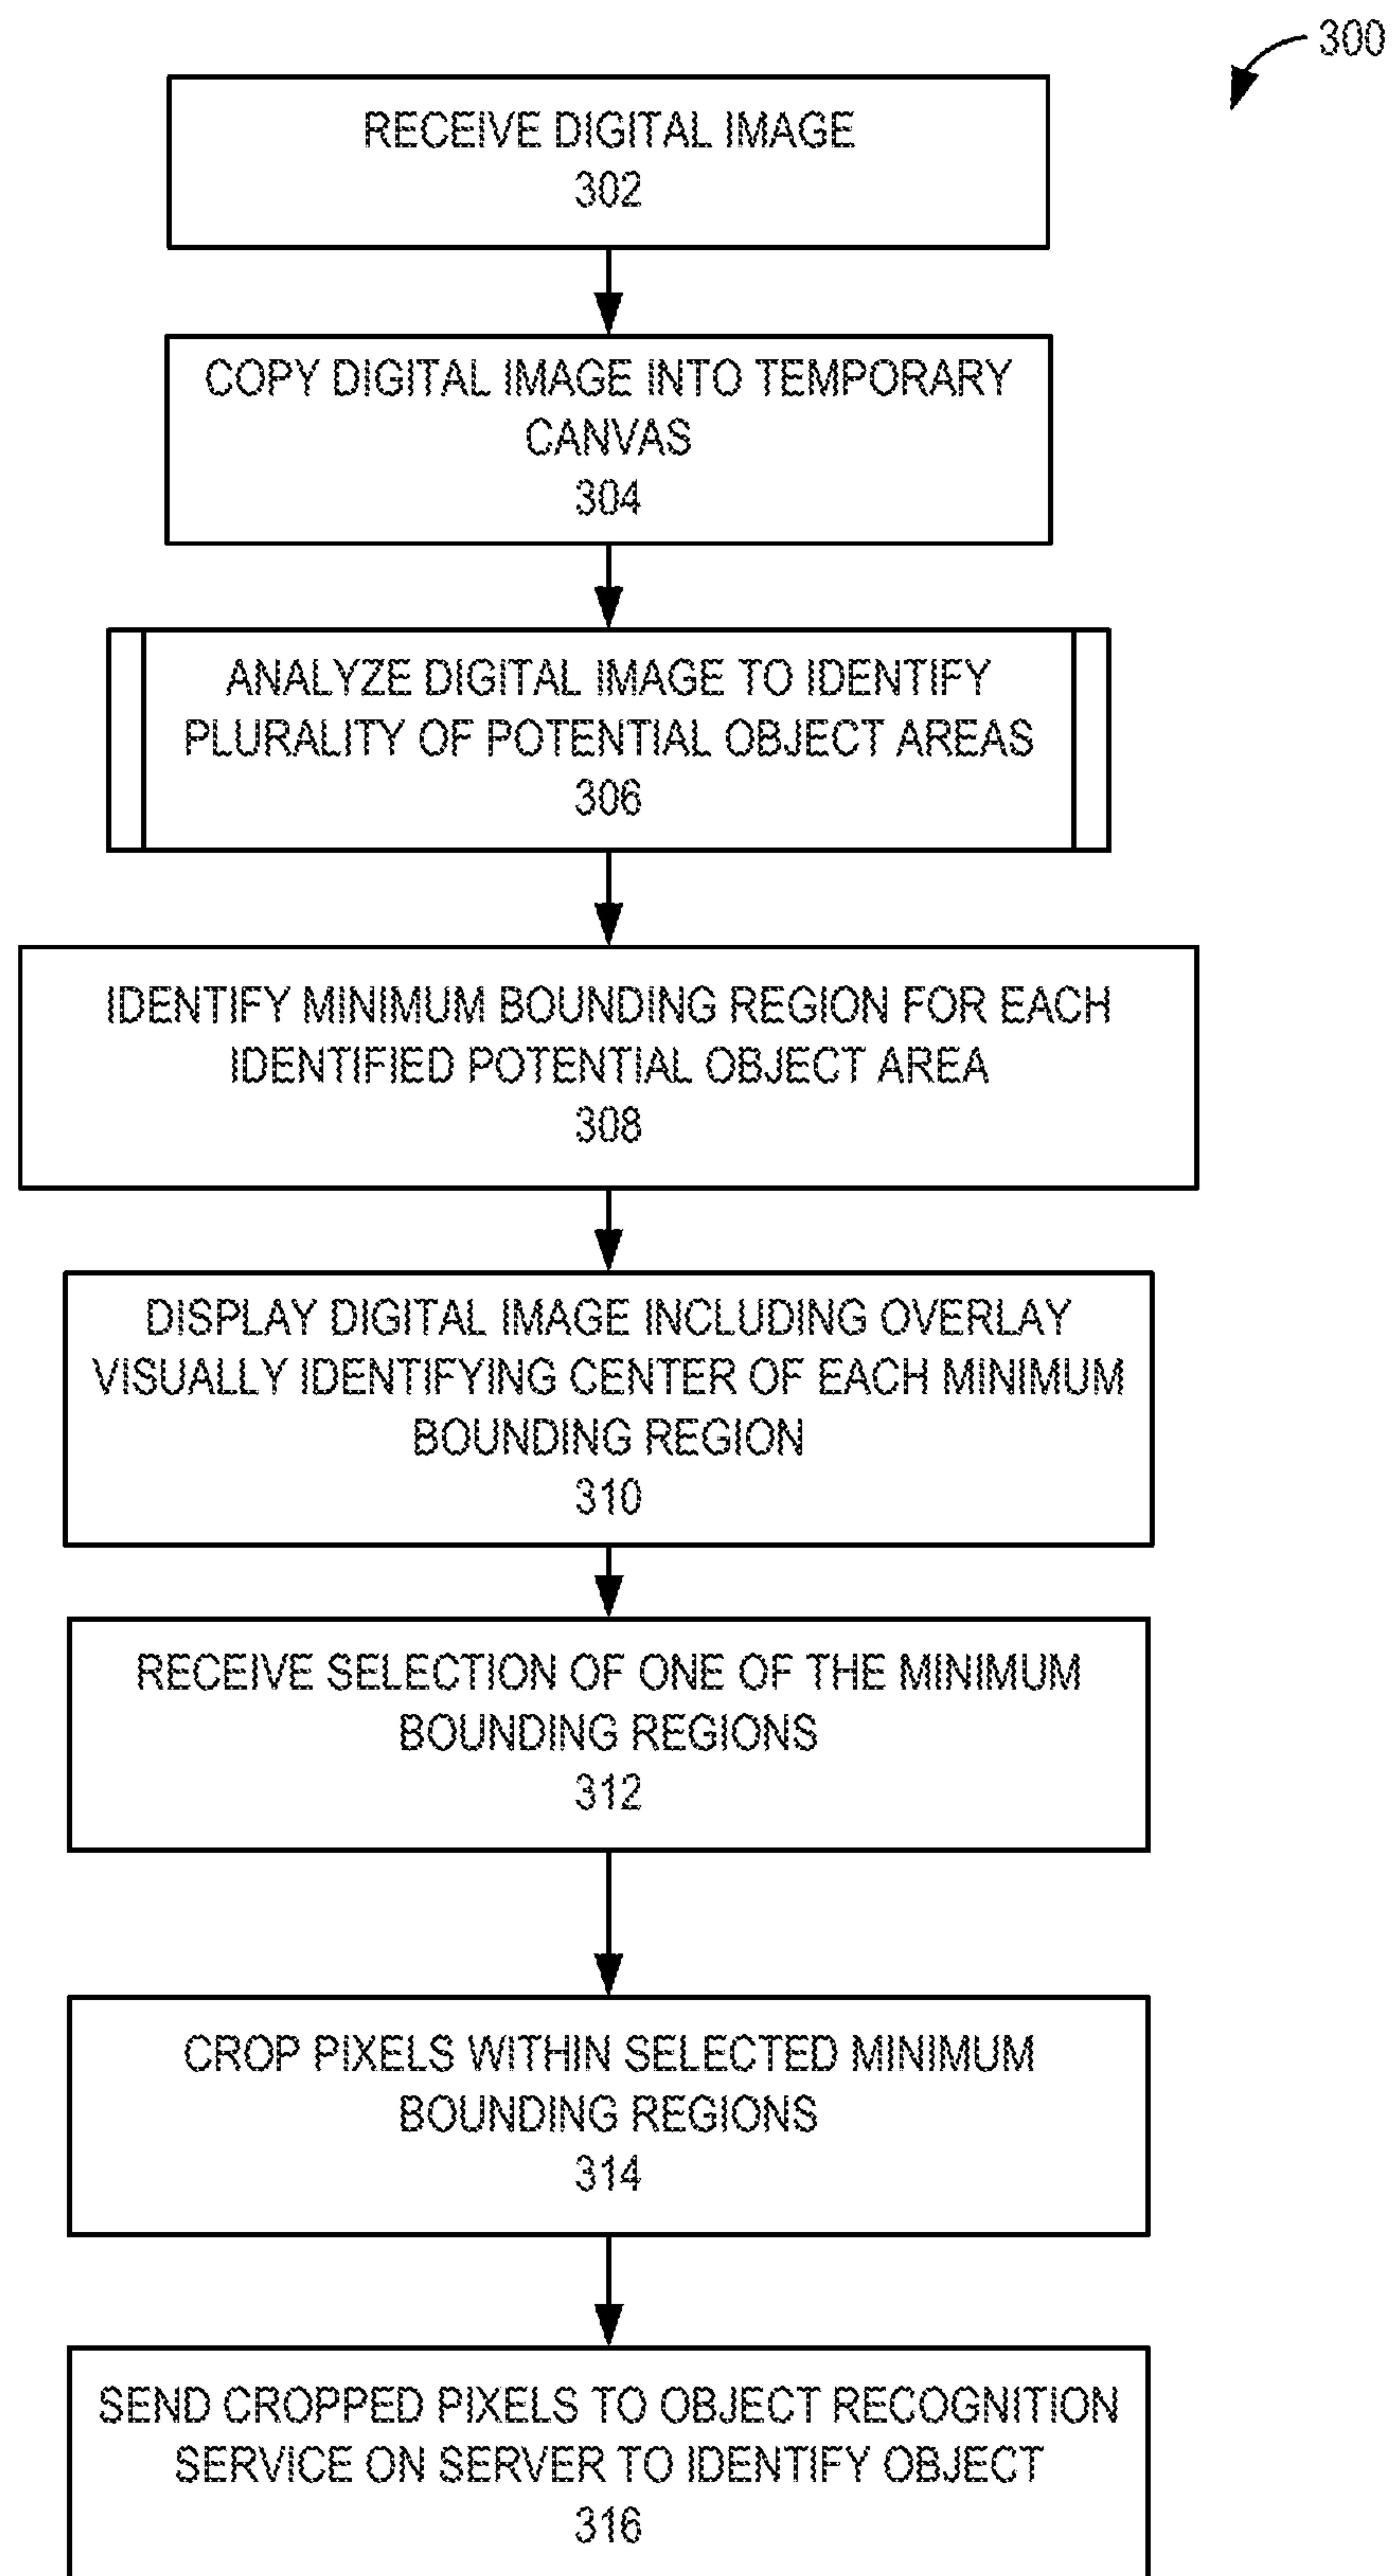 300
RECEIVE DIGITAL IMAGE
302
COPY DIGITAL IMAGE INTO TEMPORARY
CANVAS
304
ANALYZE DIGITAL IMAGE TO IDENTIFY
PLURALITY OF POTENTIAL OBJECT AREAS
306
IDENTIFY MINIMUM BOUNDING REGION FOR EACH
IDENTIFIED POTENTIAL OBJECT AREA
308
DISPLAY DIGITAL IMAGE INCLUDING OVERLAY
VISUALLY IDENTIFYING CENTER OF EACH MINIMUM
BOUNDING REGION
310
RECEIVE SELECTION OF ONE OF THE MINIMUM
BOUNDING REGIONS
312
CROP PIXELS WITHIN SELECTED MINIMUM
BOUNDING REGIONS
314
SEND CROPPED PIXELS TO OBJECT RECOGNITION
SERVICE ON SERVER TO IDENTIFY OBJECT
316